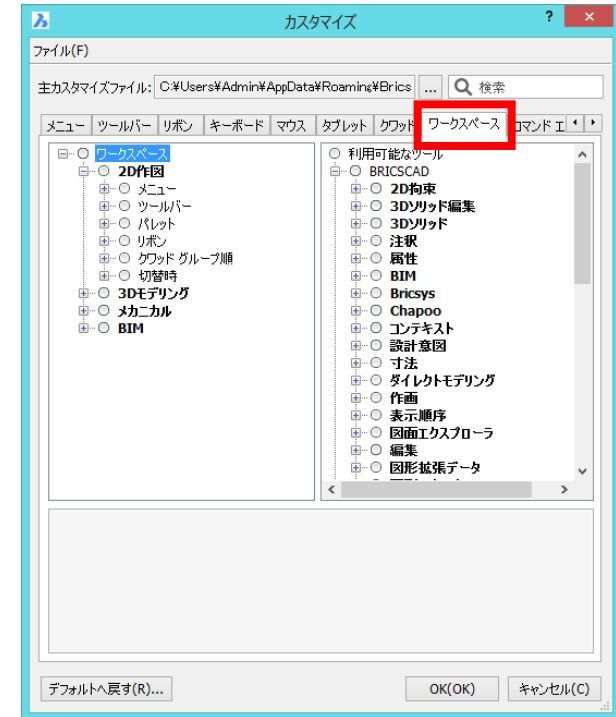 カスタマイズ
? ×
ファイル(F)
主カスタマイズファイル: C:¥Users¥Admin¥AppData¥Roaming¥Brics ... 検索
メニュー ツールバー リボン キーボード マウス タブレット クワッド ワークスペース コマンド エ
ワークスペース
2D作図
メニュー
ツールバー
パレット
リボン
クワッド グループ順
切替時
3Dモデリング
メカニカル
BIM
利用可能なツール
BRICSCAD
2D拘束
3Dソリッド編集
3Dソリッド
注釈
属性
BIM
Bricsys
Chapoo
コンテキスト
設計意図
寸法
ダイレクトモデリング
作画
表示順序
図面エクスプローラ
編集
図形拡張データ
デフォルトへ戻す(R)...
OK(OK) キャンセル(C)